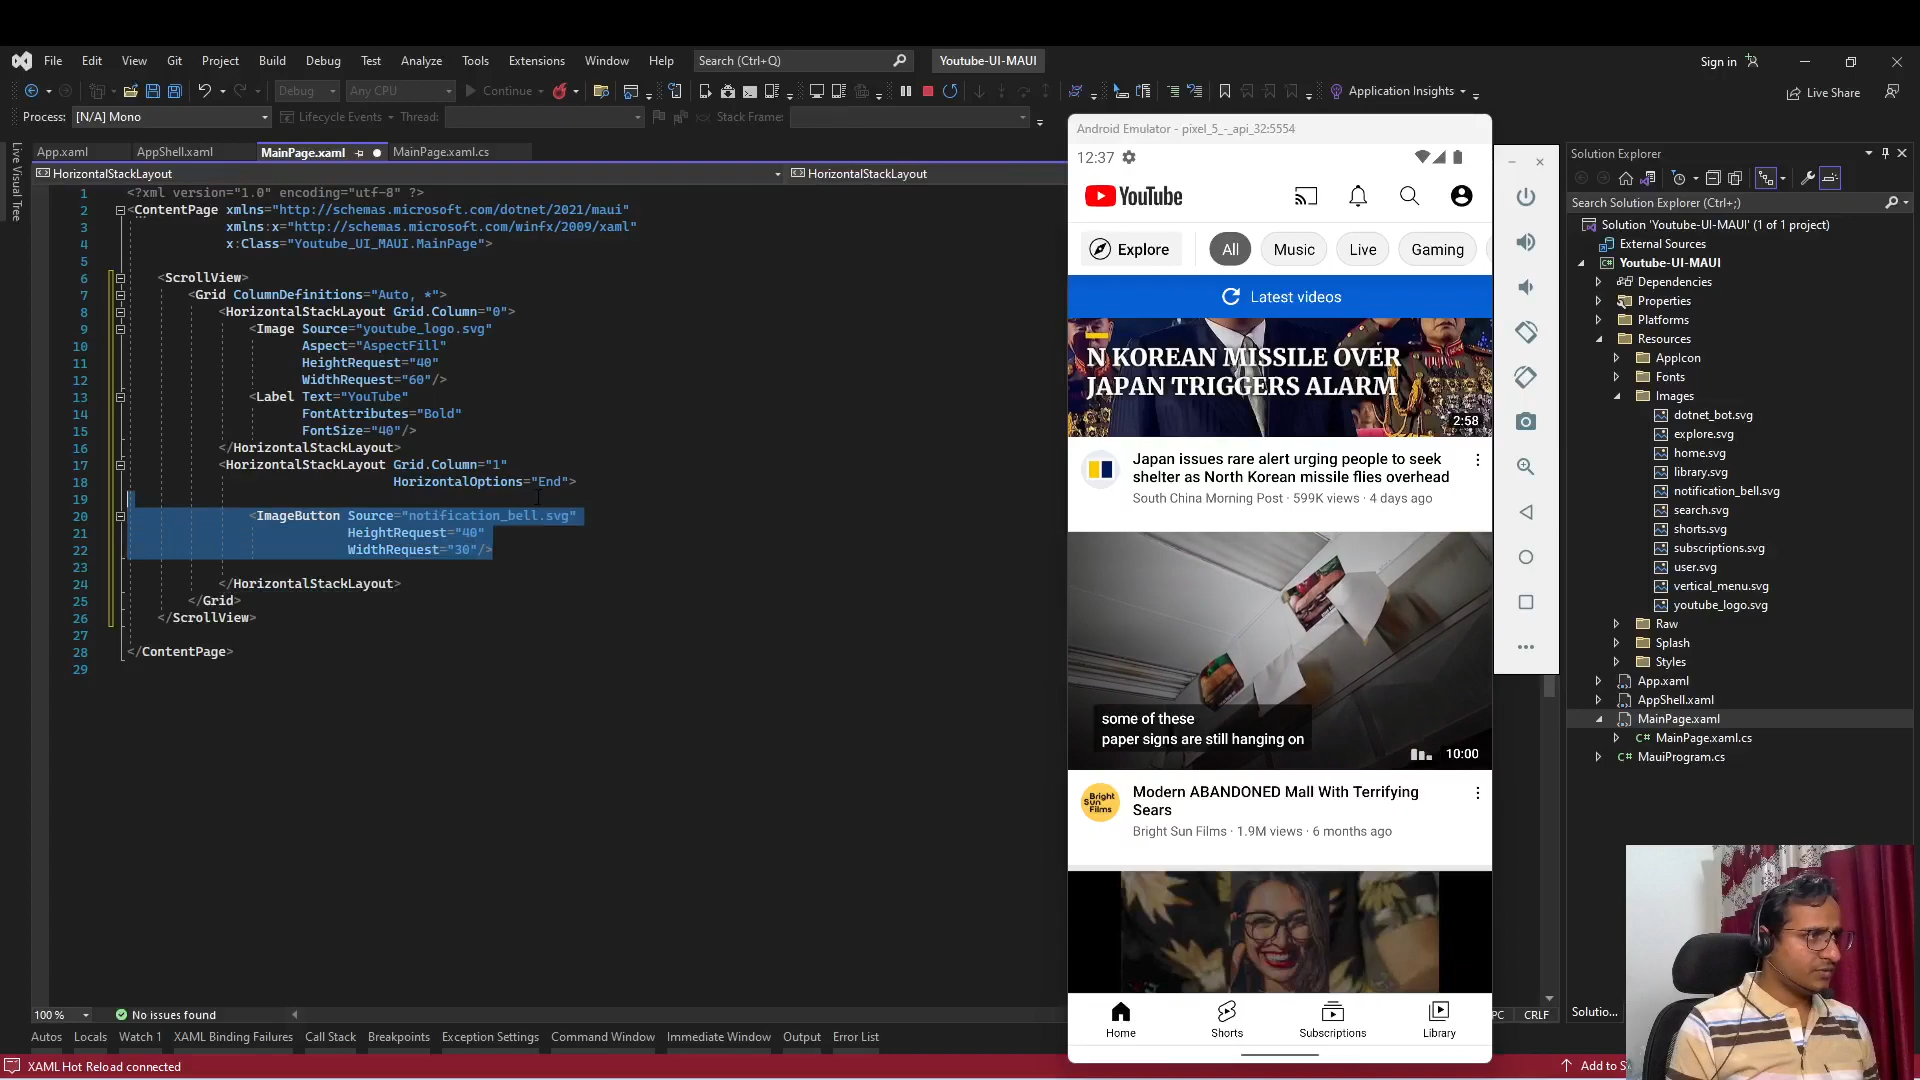 File Edit View Git Project Build Debug Test Analyze Tools Extensions Window Help Search (Ctrl+Q) Youtube-UI-MAUI Sign in
Debug Any CPU Continue Application Insights Live Share
Process: [N/A] Mono Lifecycle Events Thread: Stack Frame:
App.xaml AppShell.xaml MainPage.xaml MainPage.xaml.cs
HorizontalStackLayout HorizontalStackLayout
Live Visual Tree
1 <?xml version="1.0" encoding="utf-8" ?>
2 <ContentPage xmlns="http://schemas.microsoft.com/dotnet/2021/maui"
3 xmlns:x="http://schemas.microsoft.com/winfx/2009/xaml"
4 x:Class="Youtube_UI_MAUI.MainPage">
5
6 <ScrollView>
7 <Grid ColumnDefinitions="Auto, *">
8 <HorizontalStackLayout Grid.Column="0">
9 <Image Source="youtube_logo.svg"
10 Aspect="AspectFill"
11 HeightRequest="40"
12 WidthRequest="60"/>
13 <Label Text="YouTube"
14 FontAttributes="Bold"
15 FontSize="40"/>
16 </HorizontalStackLayout>
17 <HorizontalStackLayout Grid.Column="1"
18 HorizontalOptions="End">
19
20 <ImageButton Source="notification_bell.svg"
21 HeightRequest="40"
22 WidthRequest="30"/>
23
24 </HorizontalStackLayout>
25 </Grid>
26 </ScrollView>
27
28 </ContentPage>
29
100 % No issues found
PC CRLF
Autos Locals Watch 1 XAML Binding Failures Call Stack Breakpoints Exception Settings Command Window Immediate Window Output Error List
XAML Hot Reload connected
Add to S
Android Emulator - pixel_5_-_api_32:5554
12:37
YouTube
Explore All Music Live Gaming
Latest videos
N KOREAN MISSILE OVER
JAPAN TRIGGERS ALARM
2:58
Japan issues rare alert urging people to seek
shelter as North Korean missile flies overhead
South China Morning Post · 599K views · 4 days ago
some of these
paper signs are still hanging on
10:00
Bright
Sun
Films
Modern ABANDONED Mall With Terrifying
Sears
Bright Sun Films · 1.9M views · 6 months ago
Home Shorts Subscriptions Library
Solution Explorer
Search Solution Explorer (Ctrl+;)
Solution 'Youtube-UI-MAUI' (1 of 1 project)
External Sources
Youtube-UI-MAUI
Dependencies
Properties
Platforms
Resources
AppIcon
Fonts
Images
dotnet_bot.svg
explore.svg
home.svg
library.svg
notification_bell.svg
search.svg
shorts.svg
subscriptions.svg
user.svg
vertical_menu.svg
youtube_logo.svg
Raw
Splash
Styles
App.xaml
AppShell.xaml
MainPage.xaml
MainPage.xaml.cs
MauiProgram.cs
Solutio...